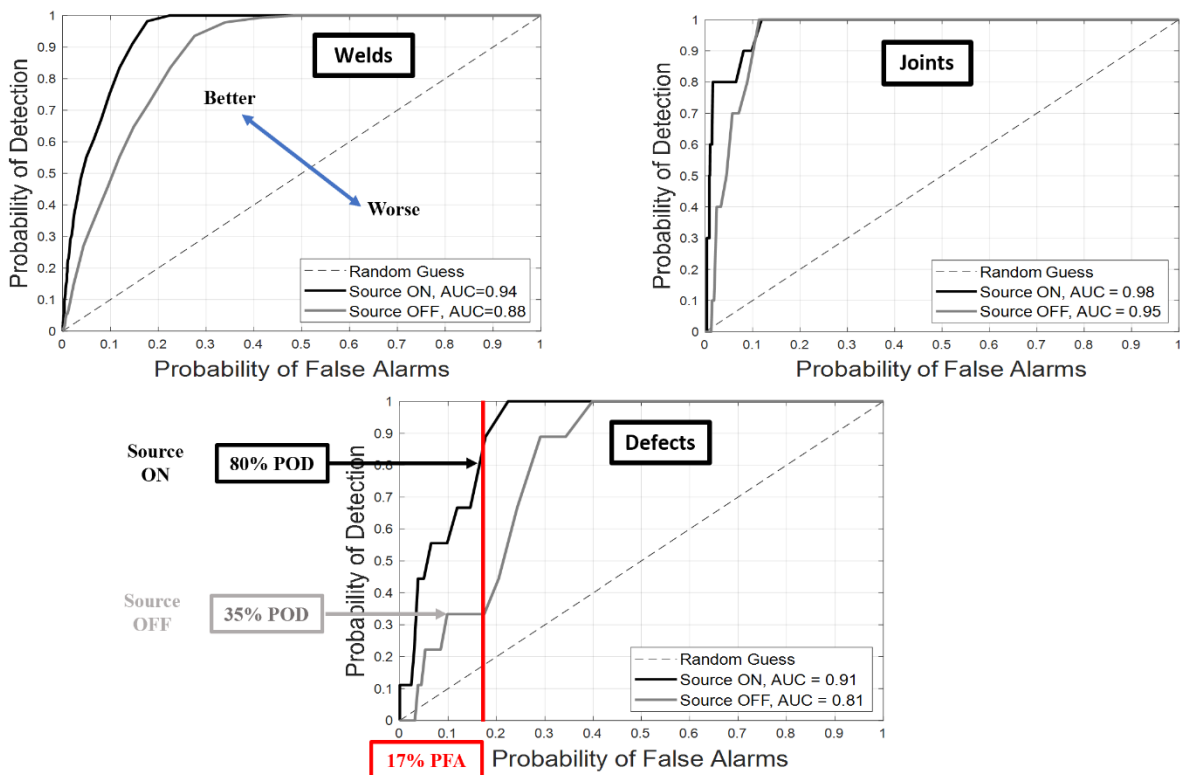 Welds
Better
Worse
Probability of Detection
1
0.9
0.8
0.7
0.6
0.5
0.4
0.3
0.2
0.1
0
Random Guess
Source ON, AUC=0.94
Source OFF, AUC=0.88
0 0.1 0.2 0.3 0.4 0.5 0.6 0.7 0.8 0.9 1
Probability of False Alarms
Joints
Probability of Detection
1
0.9
0.8
0.7
0.6
0.5
0.4
0.3
0.2
0.1
0
Random Guess
Source ON, AUC = 0.98
Source OFF, AUC = 0.95
0 0.1 0.2 0.3 0.4 0.5 0.6 0.7 0.8 0.9 1
Probability of False Alarms
Defects
Source
ON
80% POD
Source
OFF
35% POD
Probability of Detection
1
0.9
0.8
0.7
0.6
0.5
0.4
0.3
0.2
0.1
0
Random Guess
Source ON, AUC = 0.91
Source OFF, AUC = 0.81
0 0.1 0.2 0.3 0.4 0.5 0.6 0.7 0.8 0.9 1
17% PFA
Probability of False Alarms